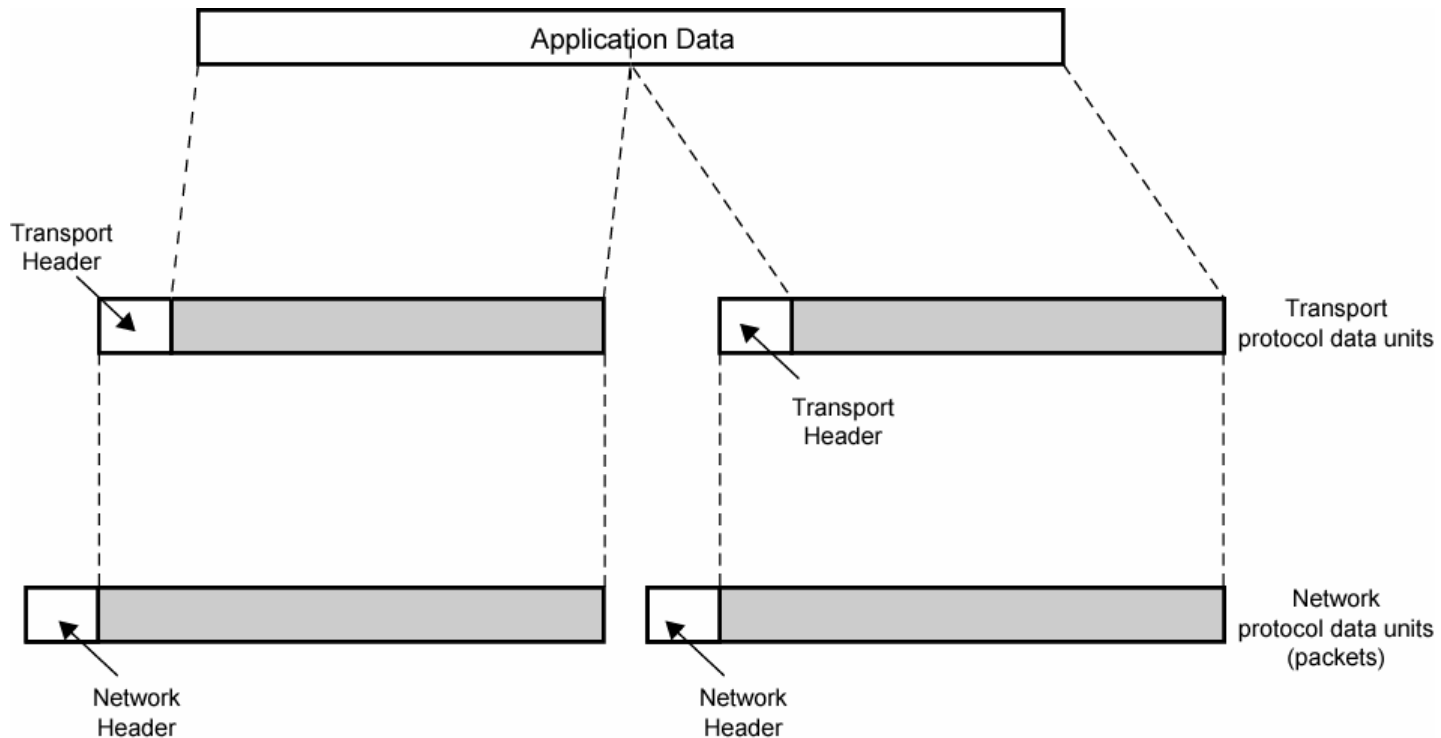 Application Data
Transport
Header
Transport
protocol data units
Transport
Header
Network
protocol data units
(packets)
Network
Header
Network
Header